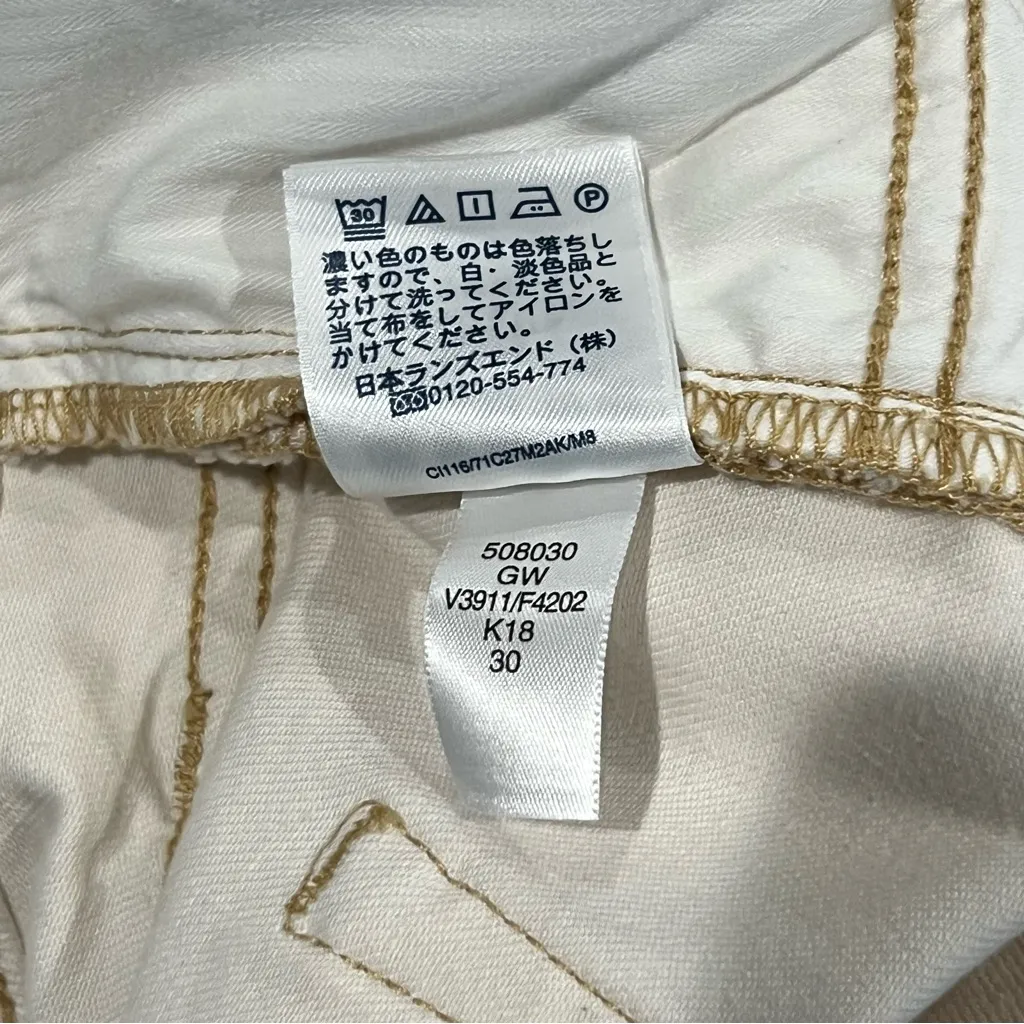 30 P
濃い色のものは色落ちし
ますので、白・淡色品と
分けて洗ってください。
当て布をしてアイロンを
かけてください。
日本ランズエンド（株）
0120-554-774
CI116/71C27M2AK/M8
508030
GW
V3911/F4202
K18
30